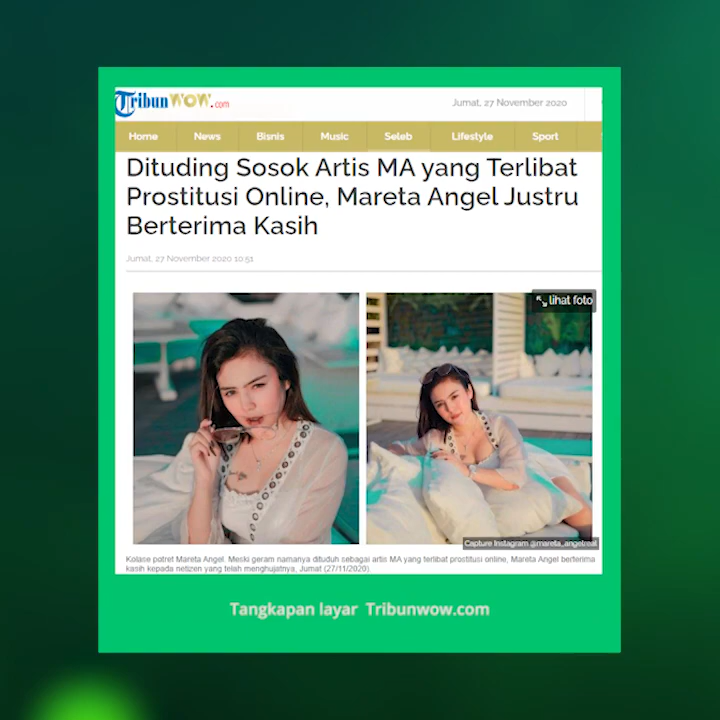 TribunWOW.com
Jumat, 27 November 2020
Home News Bisnis Music Seleb Lifestyle Sport
Dituding Sosok Artis MA yang Terlibat
Prostitusi Online, Mareta Angel Justru
Berterima Kasih
Jumat, 27 November 2020 10:51
lihat foto
Capture Instagram @mareta_angelreal
Kolase potret Mareta Angel. Meski geram namanya dituduh sebagai artis MA yang terlibat prostitusi online, Mareta Angel berterima
kasih kepada netizen yang telah menghujatnya, Jumat (27/11/2020).
Tangkapan layar Tribunwow.com